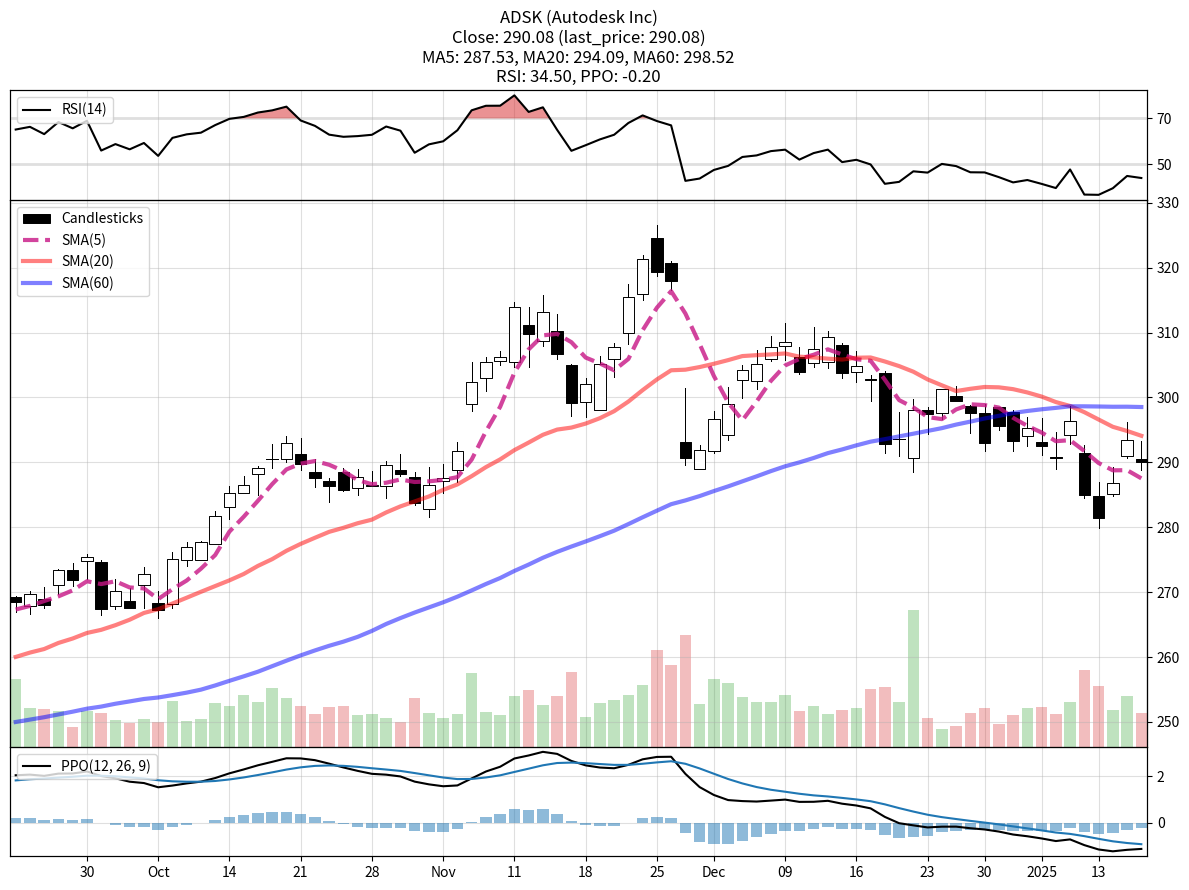 ADSK (Autodesk Inc)
Close: 290.08 (last_price: 290.08)
MA5: 287.53, MA20: 294.09, MA60: 298.52
RSI: 34.50, PPO: -0.20
RSI(14)
70
50
Candlesticks
SMA(5)
SMA(20)
SMA(60)
330
320
310
300
290
280
270
260
250
PPO(12, 26, 9)
2
0
30 Oct 14 21 28 Nov 11 18 25 Dec 09 16 23 30 2025 13